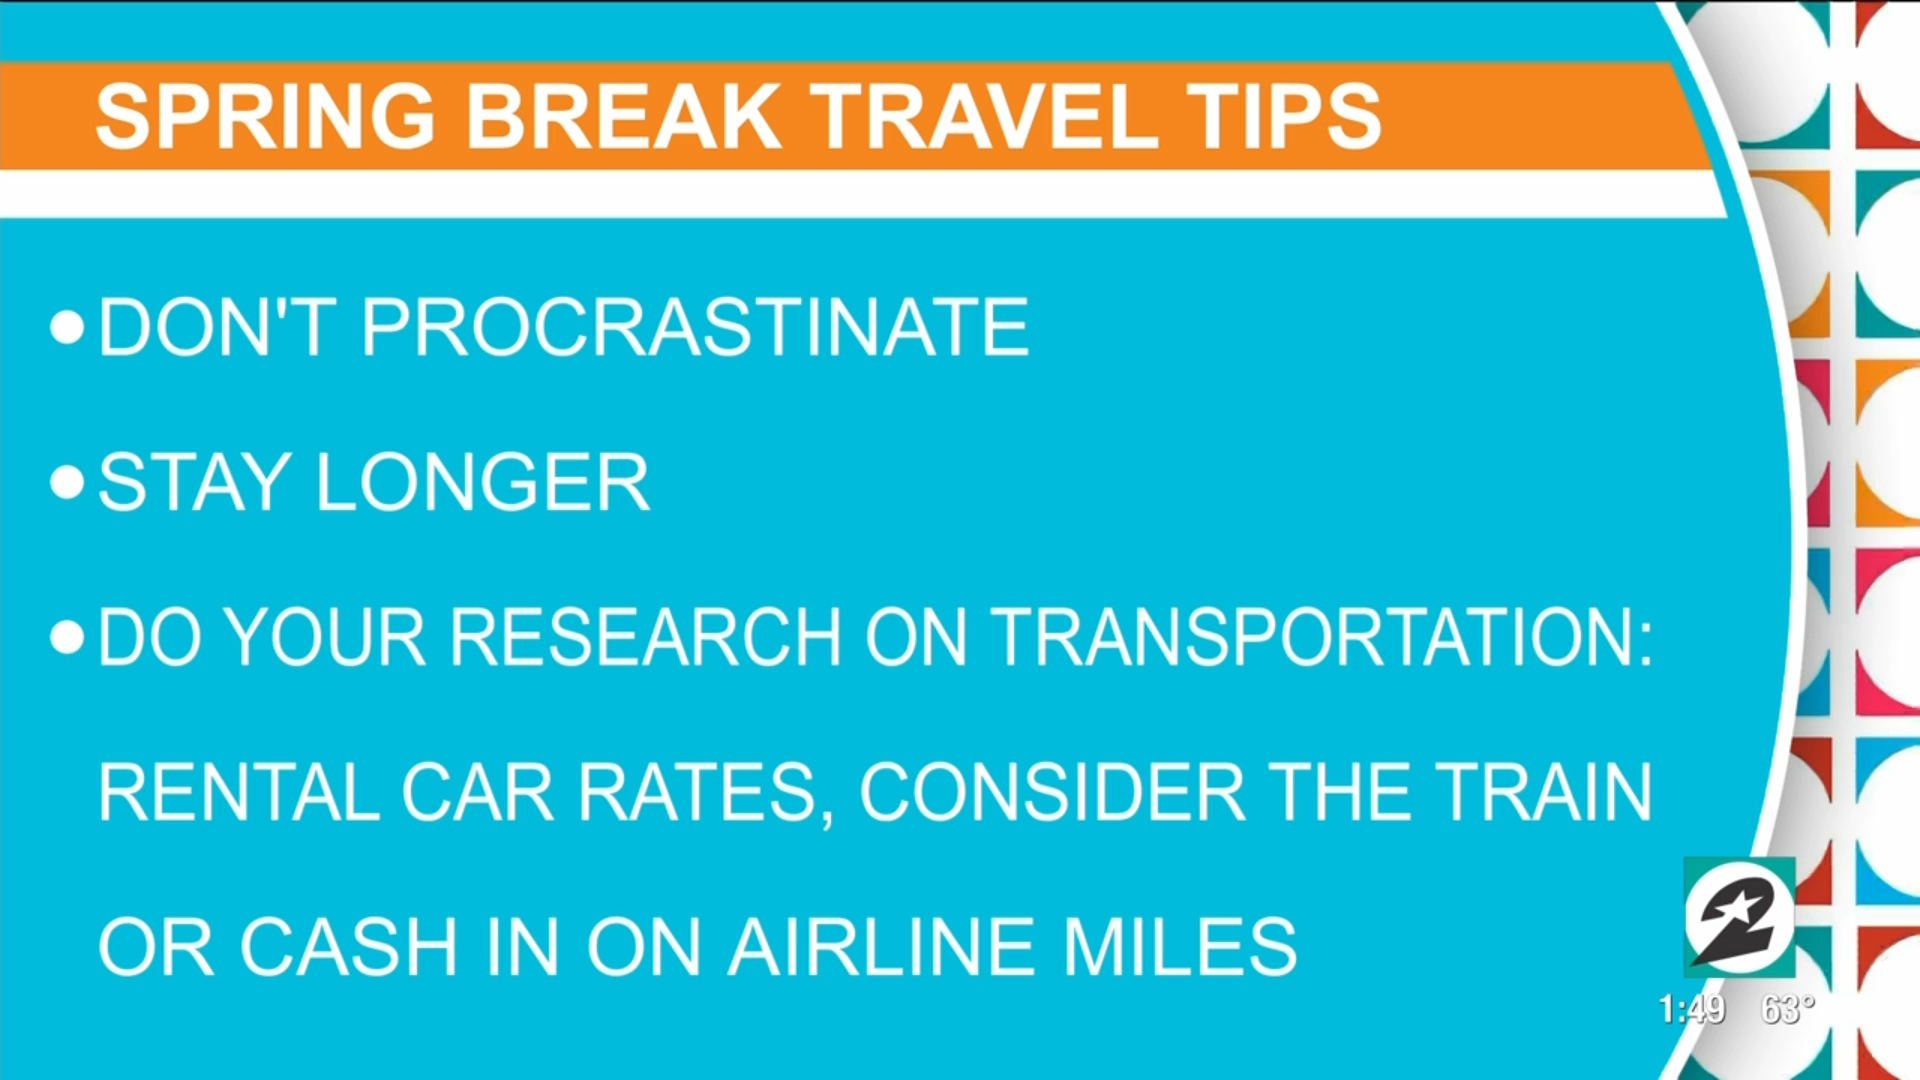 SPRING BREAK TRAVEL TIPS
●DON'T PROCRASTINATE
●STAY LONGER
●DO YOUR RESEARCH ON TRANSPORTATION:
RENTAL CAR RATES, CONSIDER THE TRAIN
OR CASH IN ON AIRLINE MILES
2
1:49 63°